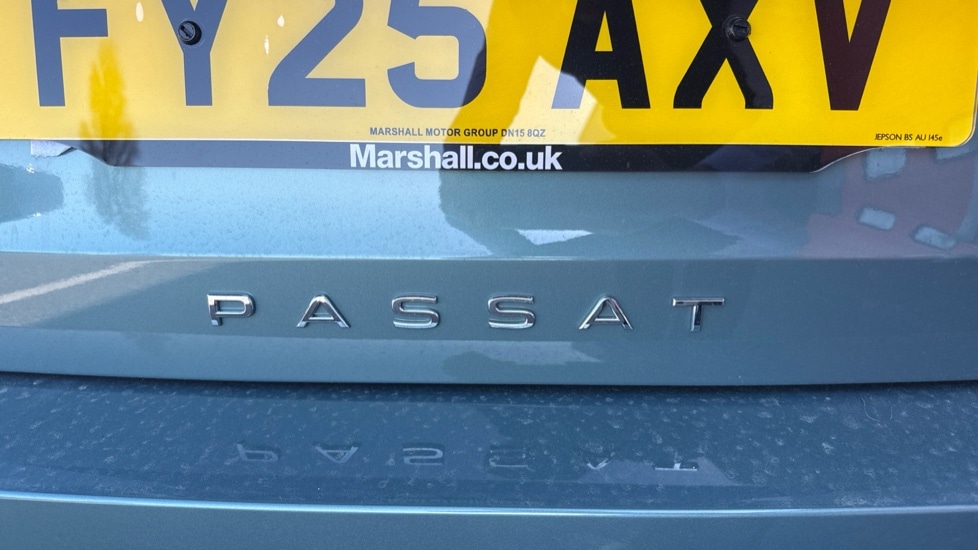 FY25 AXV
MARSHALL MOTOR GROUP DN15 8QZ
JEPSON BS AU 145e
Marshall.co.uk
PASSAT